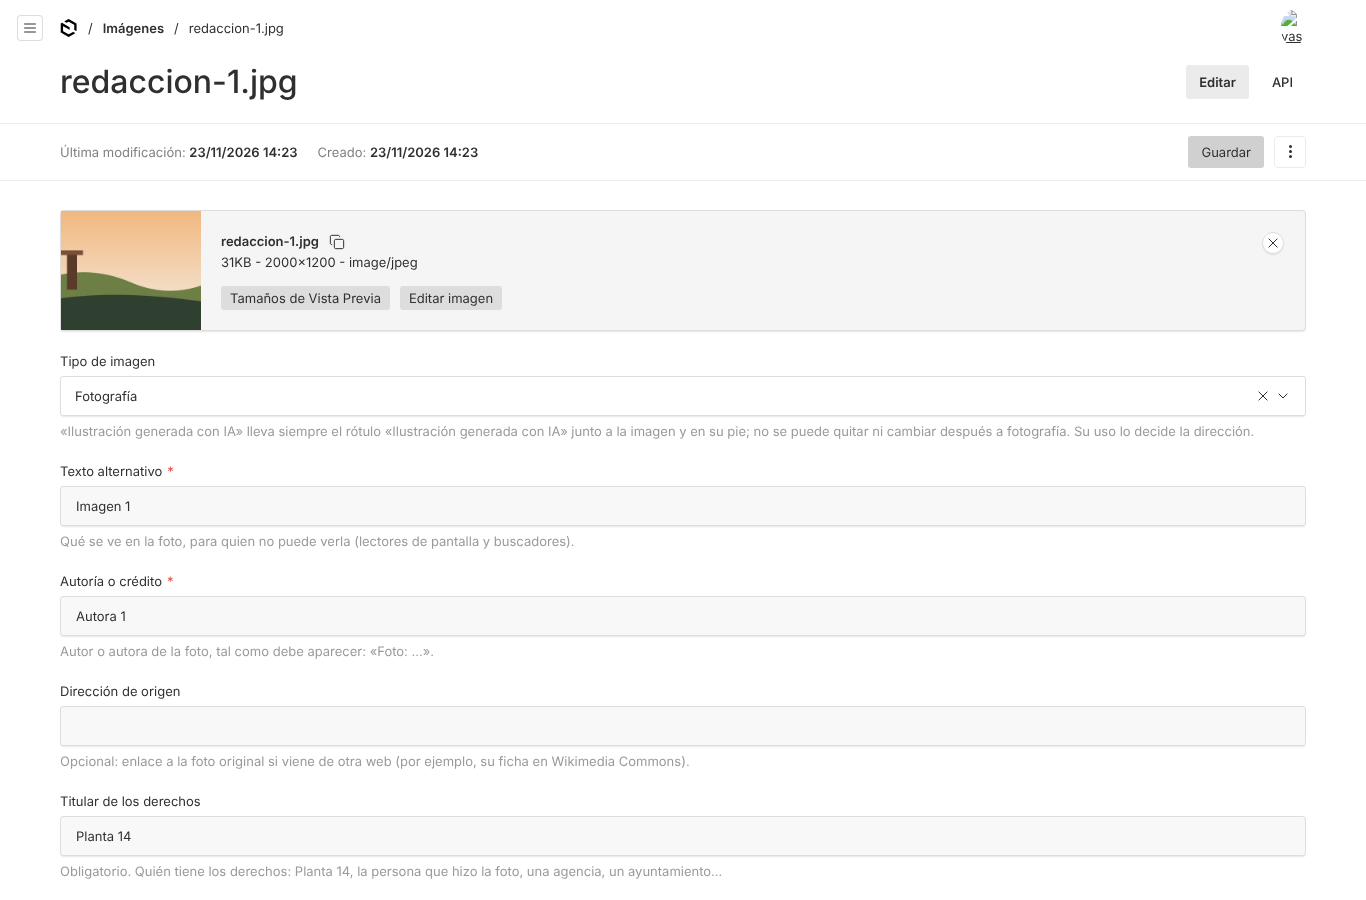 / Imágenes / redaccion-1.jpg
vas
redaccion-1.jpg
Editar
API
Última modificación: 23/11/2026 14:23 Creado: 23/11/2026 14:23
Guardar
redaccion-1.jpg
31KB - 2000×1200 - image/jpeg
Tamaños de Vista Previa
Editar imagen
Tipo de imagen
Fotografía
«Ilustración generada con IA» lleva siempre el rótulo «Ilustración generada con IA» junto a la imagen y en su pie; no se puede quitar ni cambiar después a fotografía. Su uso lo decide la dirección.
Texto alternativo *
Imagen 1
Qué se ve en la foto, para quien no puede verla (lectores de pantalla y buscadores).
Autoría o crédito *
Autora 1
Autor o autora de la foto, tal como debe aparecer: «Foto: ...».
Dirección de origen
Opcional: enlace a la foto original si viene de otra web (por ejemplo, su ficha en Wikimedia Commons).
Titular de los derechos
Planta 14
Obligatorio. Quién tiene los derechos: Planta 14, la persona que hizo la foto, una agencia, un ayuntamiento...